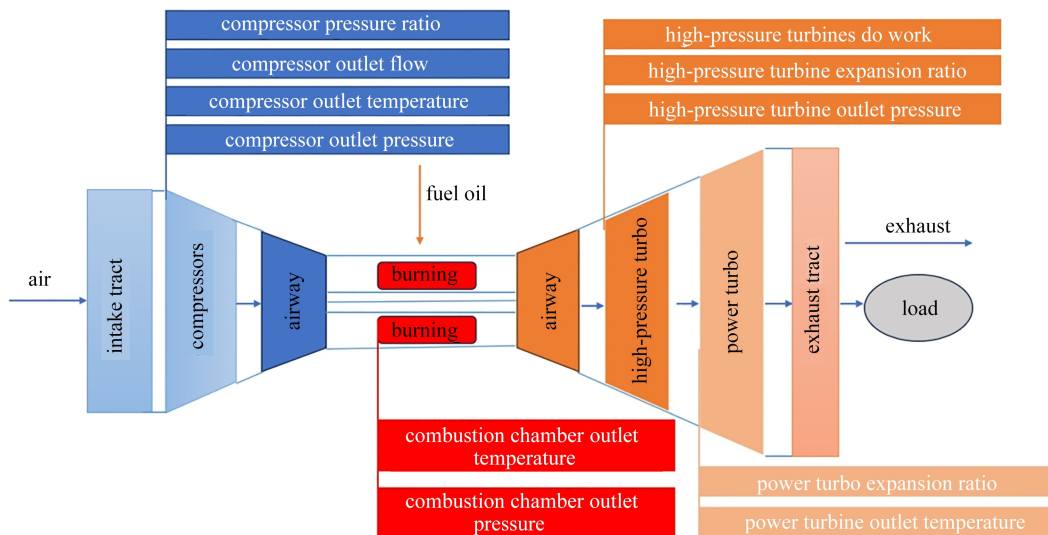 compressor pressure ratio
compressor outlet flow
compressor outlet temperature
compressor outlet pressure
high-pressure turbines do work
high-pressure turbine expansion ratio
high-pressure turbine outlet pressure
fuel oil
air
intake tract
compressors
airway
burning
burning
airway
high-pressure turbo
power turbo
exhaust tract
exhaust
load
combustion chamber outlet
temperature
combustion chamber outlet
pressure
power turbo expansion ratio
power turbine outlet temperature